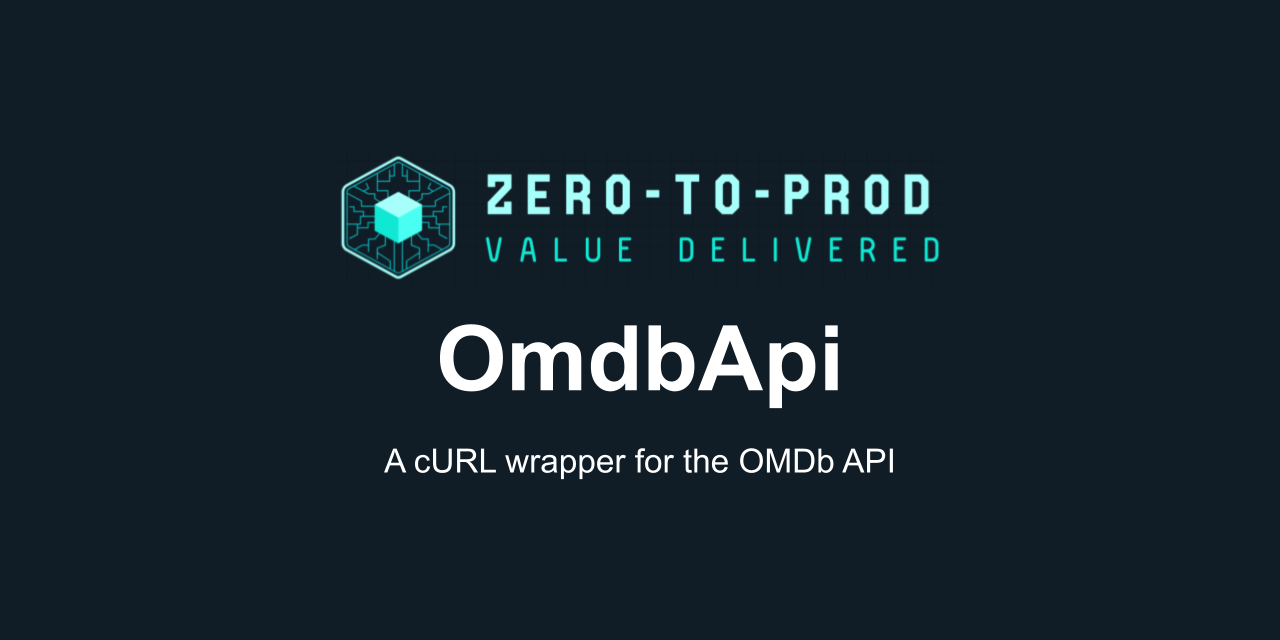 ZERO-TO-PROD
VALUE DELIVERED
OmdbApi
A cURL wrapper for the OMDb API